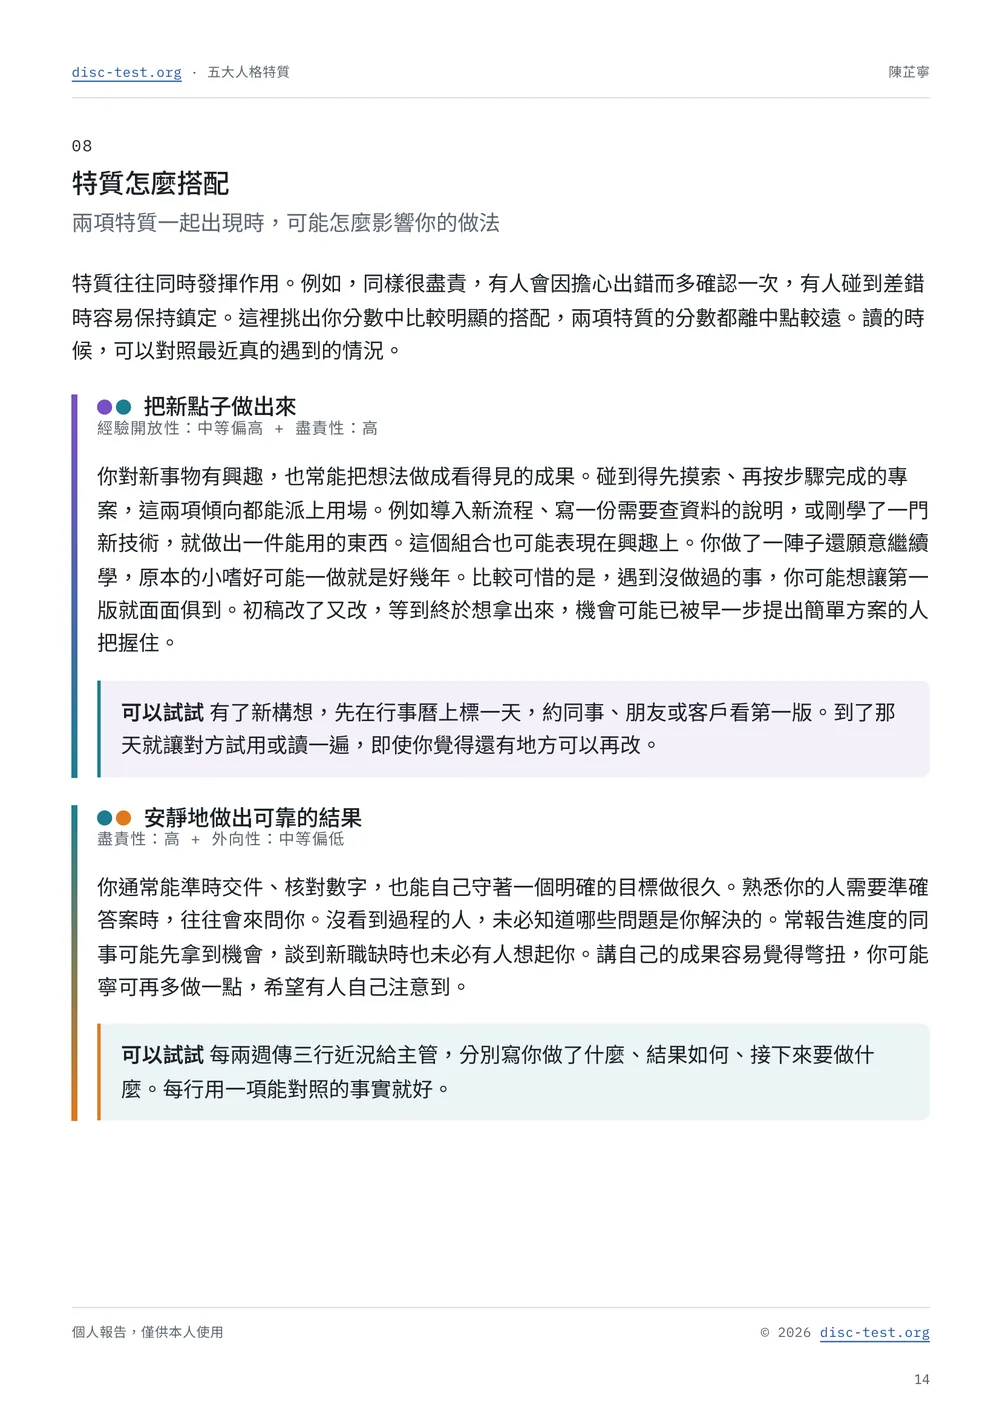 disc-test.org · 五大人格特質
陳芷寧
08
特質怎麼搭配
兩項特質一起出現時，可能怎麼影響你的做法
特質往往同時發揮作用。例如，同樣很盡責，有人會因擔心出錯而多確認一次，有人碰到差錯
時容易保持鎮定。這裡挑出你分數中比較明顯的搭配，兩項特質的分數都離中點較遠。讀的時
候，可以對照最近真的遇到的情況。
把新點子做出來
經驗開放性：中等偏高 + 盡責性：高
你對新事物有興趣，也常能把想法做成看得見的成果。碰到得先摸索、再按步驟完成的專
案，這兩項傾向都能派上用場。例如導入新流程、寫一份需要查資料的說明，或剛學了一門
新技術，就做出一件能用的東西。這個組合也可能表現在興趣上。你做了一陣子還願意繼續
學，原本的小嗜好可能一做就是好幾年。比較可惜的是，遇到沒做過的事，你可能想讓第一
版就面面俱到。初稿改了又改，等到終於想拿出來，機會可能已被早一步提出簡單方案的人
把握住。
可以試試 有了新構想，先在行事曆上標一天，約同事、朋友或客戶看第一版。到了那
天就讓對方試用或讀一遍，即使你覺得還有地方可以再改。
安靜地做出可靠的結果
盡責性：高 + 外向性：中等偏低
你通常能準時交件、核對數字，也能自己守著一個明確的目標做很久。熟悉你的人需要準確
答案時，往往會來問你。沒看到過程的人，未必知道哪些問題是你解決的。常報告進度的同
事可能先拿到機會，談到新職缺時也未必有人想起你。講自己的成果容易覺得彆扭，你可能
寧可再多做一點，希望有人自己注意到。
可以試試 每兩週傳三行近況給主管，分別寫你做了什麼、結果如何、接下來要做什
麼。每行用一項能對照的事實就好。
個人報告，僅供本人使用
© 2026 disc-test.org
14